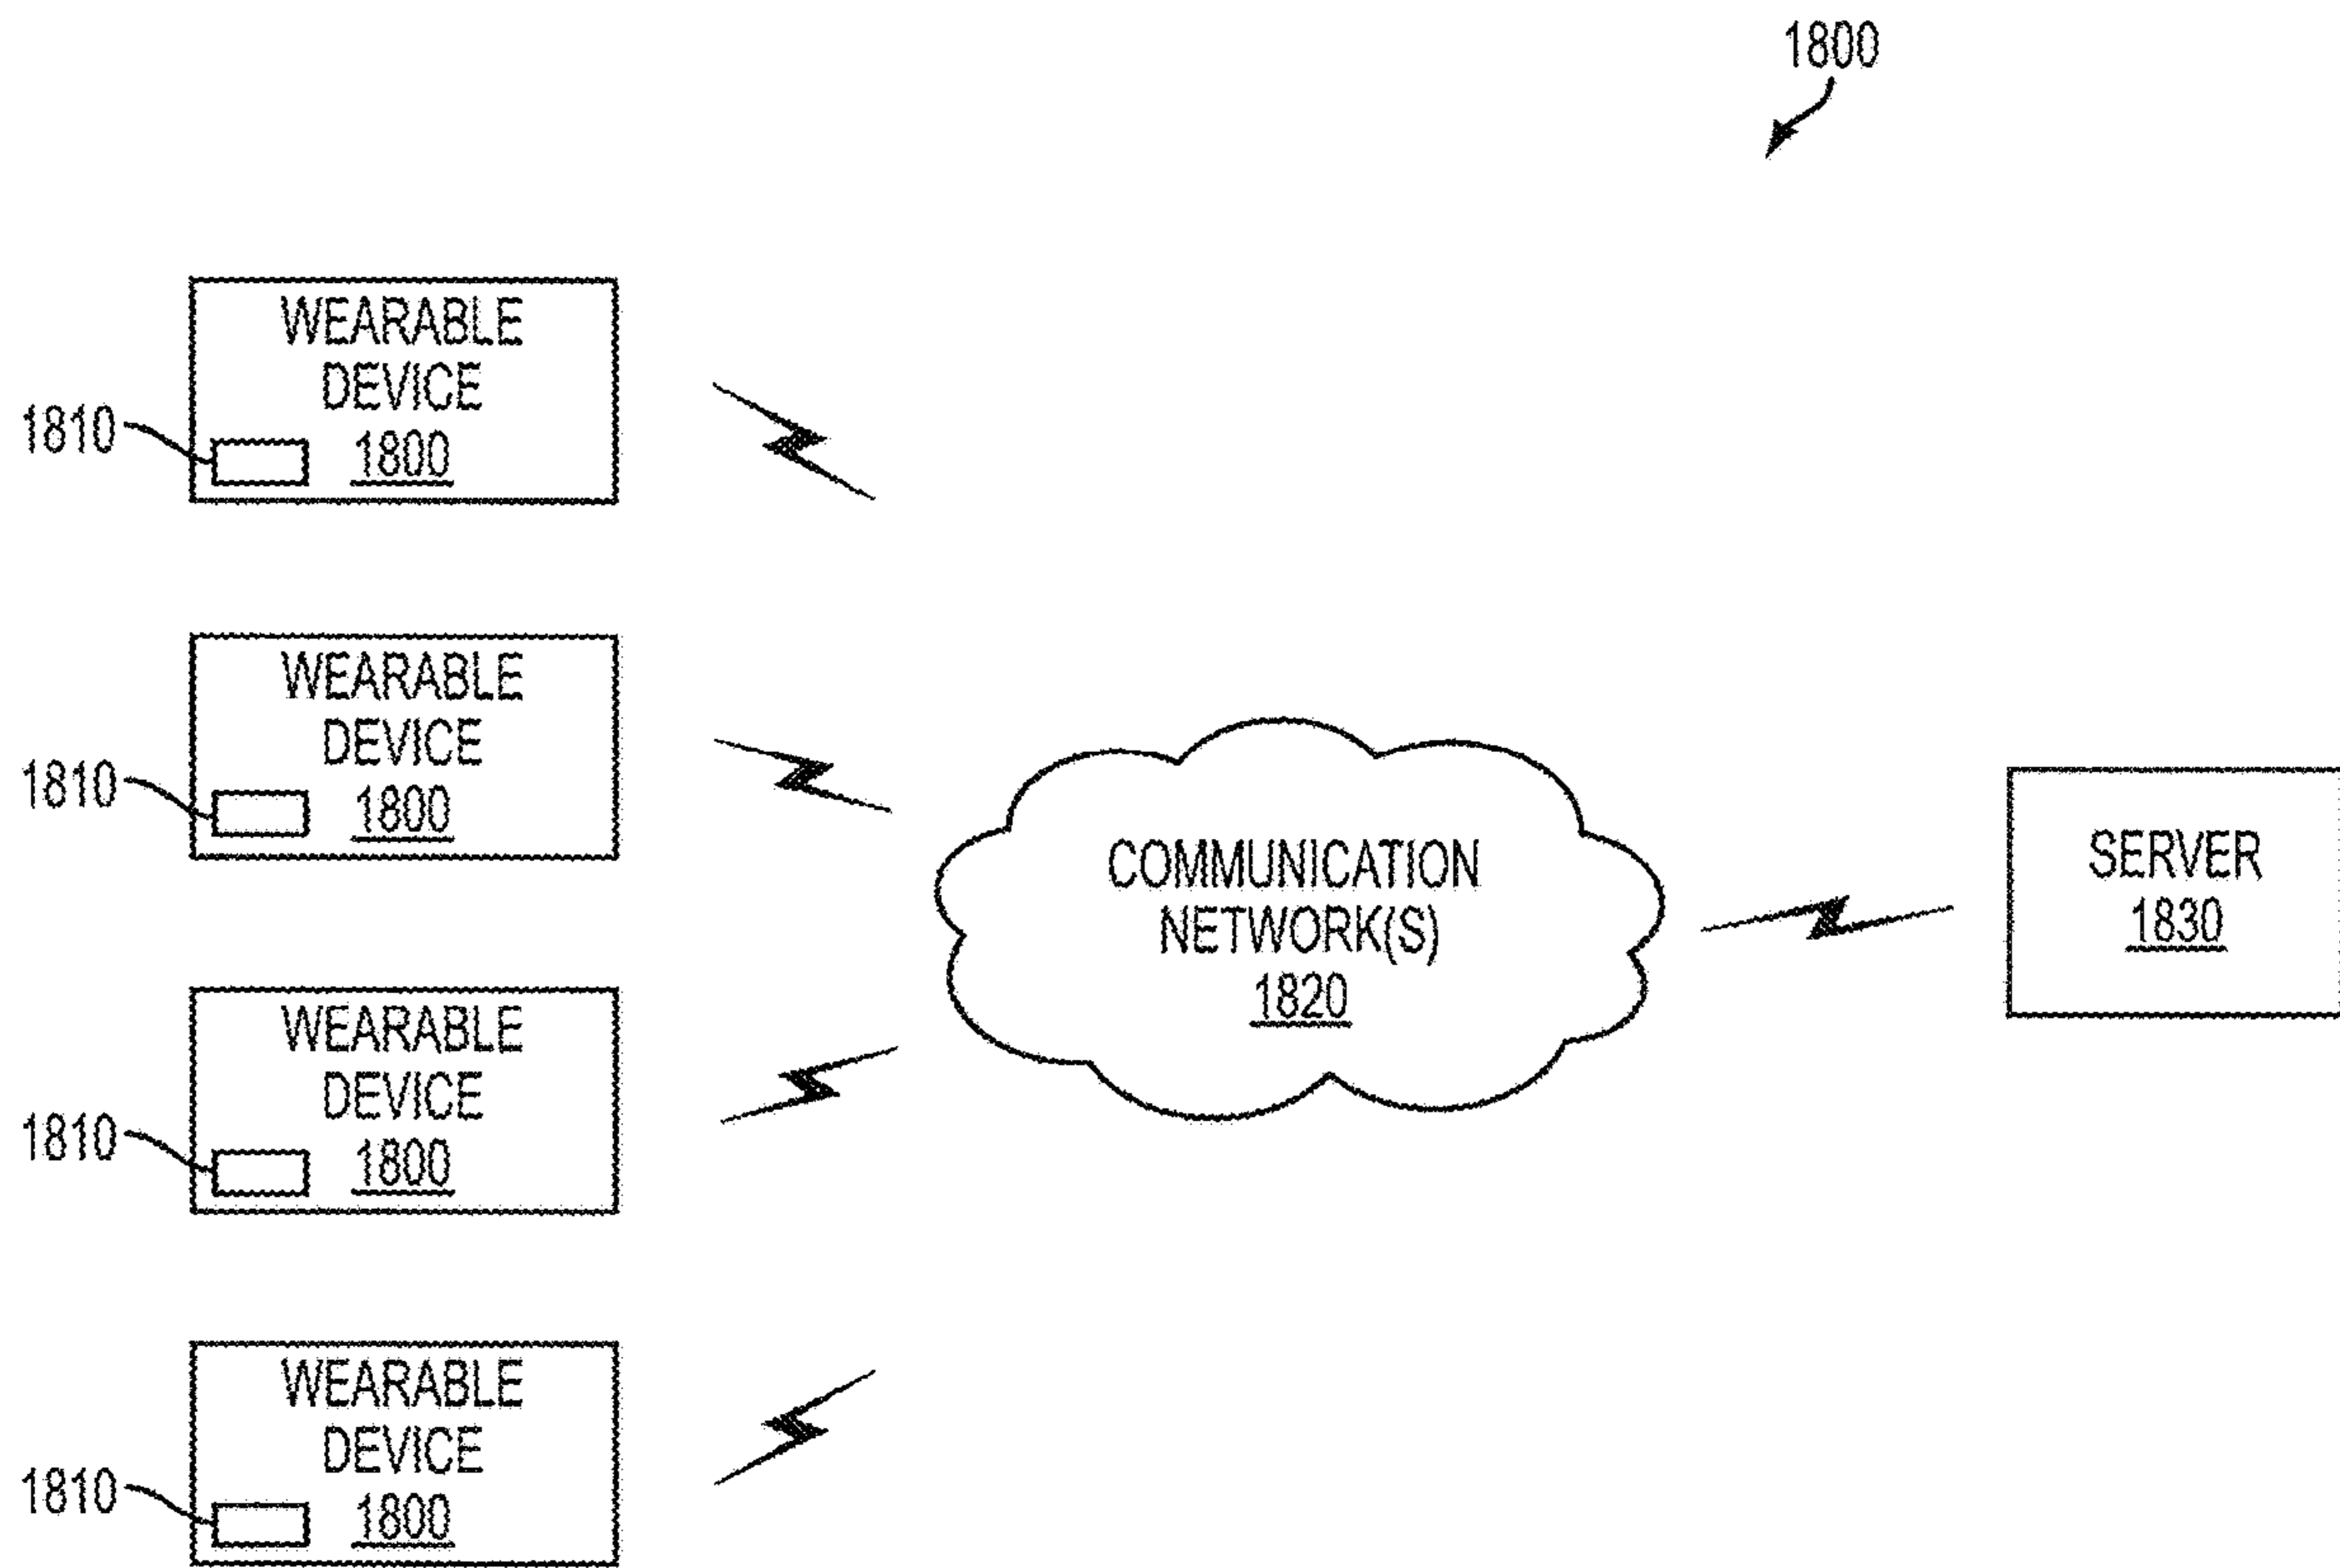 1800
WEARABLE
DEVICE
1810
1800
WEARABLE
DEVICE
1810
1800
COMMUNICATION
NETWORK(S)
1820
SERVER
1830
WEARABLE
DEVICE
1810
1800
WEARABLE
DEVICE
1810
1800